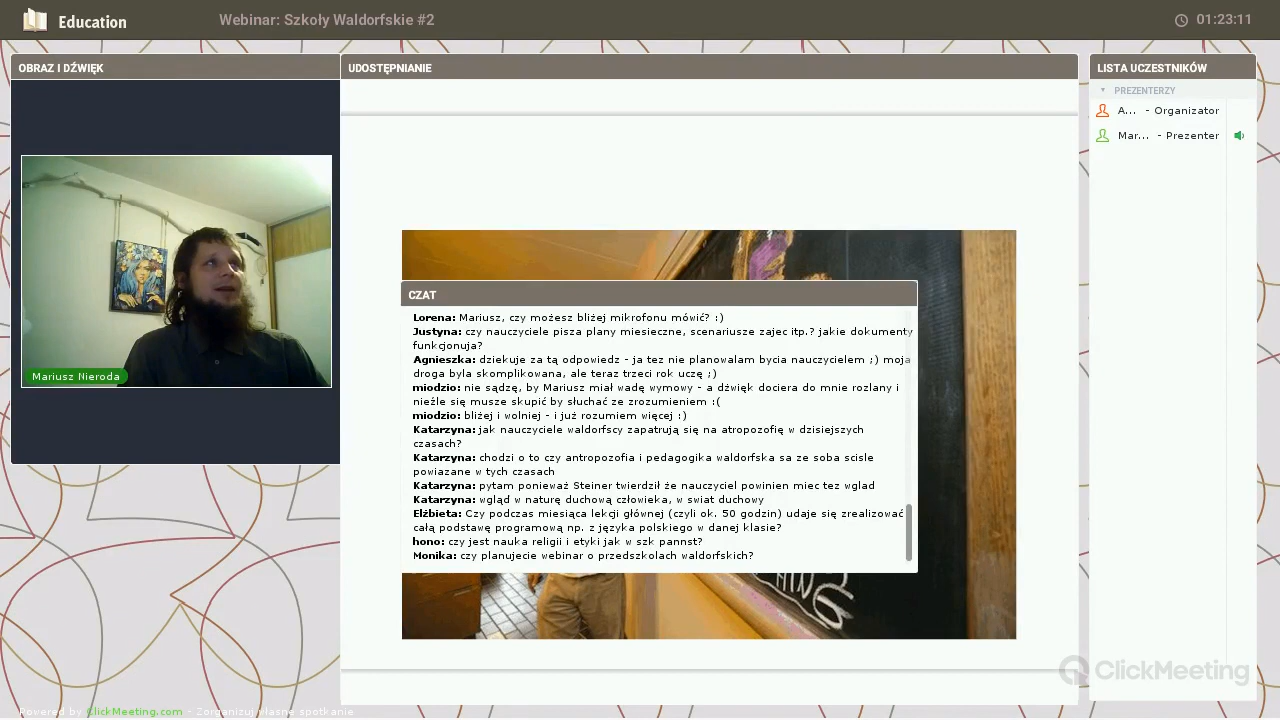 Education
Webinar: Szkoły Waldorfskie #2
01:23:11
OBRAZ I DŹWIĘK
UDOSTĘPNIANIE
LISTA UCZESTNIKÓW
PREZENTERZY
A... - Organizator
Mar... - Prezenter
Mariusz Nieroda
CZAT
Lorena: Mariusz, czy możesz bliżej mikrofonu mówić? :)
Justyna: czy nauczyciele pisza plany miesieczne, scenariusze zajec itp.? jakie dokumenty
funkcjonuja?
Agnieszka: dziekuje za tą odpowiedz - ja tez nie planowalam bycia nauczycielem ;) moja
droga byla skomplikowana, ale teraz trzeci rok uczę ;)
miodzio: nie sądzę, by Mariusz miał wadę wymowy - a dźwięk dociera do mnie rozlany i
nieźle się musze skupić by słuchać ze zrozumieniem :(
miodzio: bliżej i wolniej - i już rozumiem więcej :)
Katarzyna: jak nauczyciele waldorfscy zapatrują się na atropozofię w dzisiejszych
czasach?
Katarzyna: chodzi o to czy antropozofia i pedagogika waldorfska sa ze soba scisle
powiazane w tych czasach
Katarzyna: pytam ponieważ Steiner twierdził że nauczyciel powinien miec tez wglad
Katarzyna: wgląd w naturę duchową człowieka, w swiat duchowy
Elżbieta: Czy podczas miesiąca lekcji głównej (czyli ok. 50 godzin) udaje się zrealizować
całą podstawę programową np. z języka polskiego w danej klasie?
hono: czy jest nauka religii i etyki jak w szk pannst?
Monika: czy planujecie webinar o przedszkolach waldorfskich?
ClickMeeting
Powered by ClickMeeting.com - Zorganizuj własne spotkanie